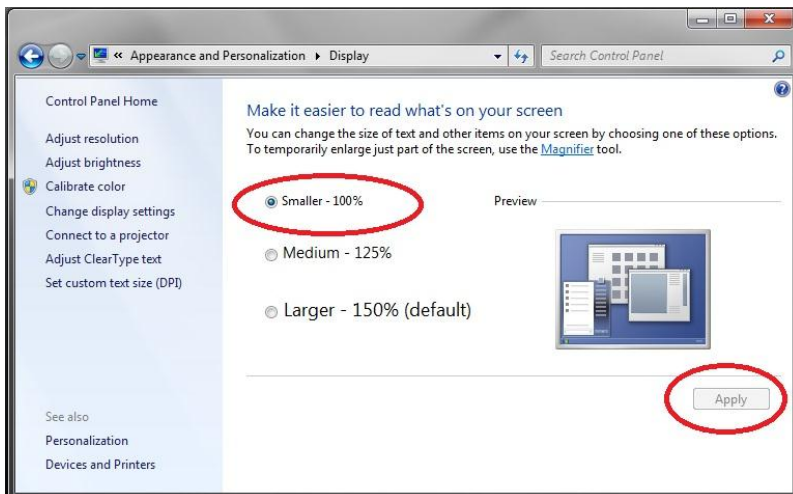 « Appearance and Personalization ▸ Display
Search Control Panel
Control Panel Home
Adjust resolution
Adjust brightness
Calibrate color
Change display settings
Connect to a projector
Adjust ClearType text
Set custom text size (DPI)
See also
Personalization
Devices and Printers
Make it easier to read what's on your screen
You can change the size of text and other items on your screen by choosing one of these options.
To temporarily enlarge just part of the screen, use the Magnifier tool.
Smaller - 100%
Preview
Medium - 125%
Larger - 150% (default)
Apply